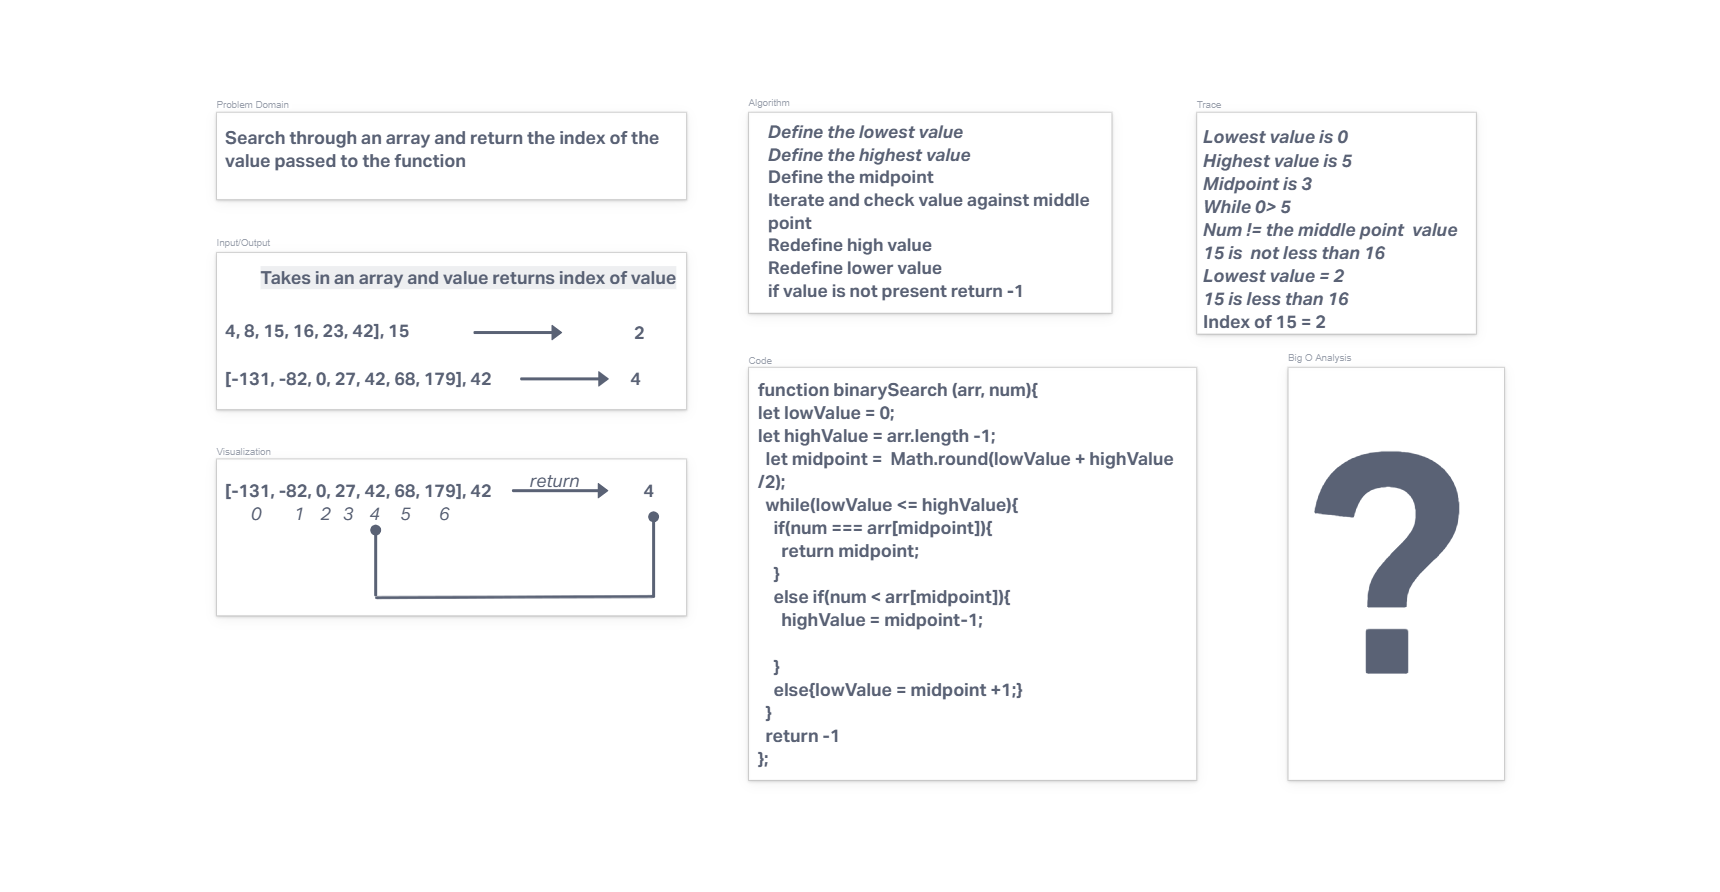 Problem Domain
Search through an array and return the index of the
value passed to the function
Input/Output
Takes in an array and value returns index of value
4, 8, 15, 16, 23, 42], 15 2
[-131, -82, 0, 27, 42, 68, 179], 42 4
Visualization
[-131, -82, 0, 27, 42, 68, 179], 42 return 4
0 1 2 3 4 5 6
Algorithm
Define the lowest value
Define the highest value
Define the midpoint
Iterate and check value against middle
point
Redefine high value
Redefine lower value
if value is not present return -1
Code
function binarySearch (arr, num){
let lowValue = 0;
let highValue = arr.length -1;
let midpoint =  Math.round(lowValue + highValue
/2);
while(lowValue <= highValue){
if(num === arr[midpoint]){
return midpoint;
}
else if(num < arr[midpoint]){
highValue = midpoint-1;
}
else{lowValue = midpoint +1;}
}
return -1
};
Trace
Lowest value is 0
Highest value is 5
Midpoint is 3
While 0> 5
Num != the middle point  value
15 is  not less than 16
Lowest value = 2
15 is less than 16
Index of 15 = 2
Big O Analysis
?